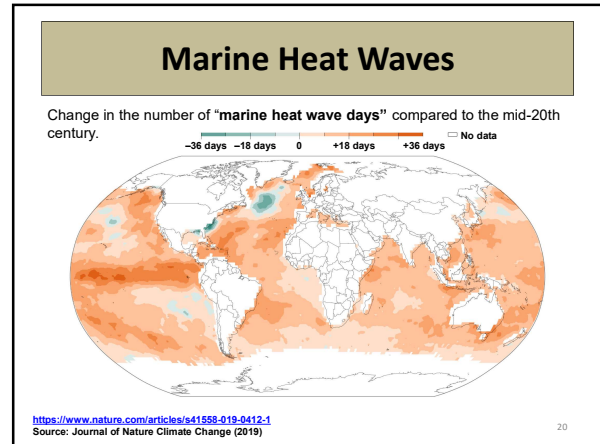 Marine Heat Waves
Change in the number of “marine heat wave days” compared to the mid-20th
century.
No data
−36 days −18 days 0 +18 days +36 days
https://www.nature.com/articles/s41558-019-0412-1
Source: Journal of Nature Climate Change (2019)
20